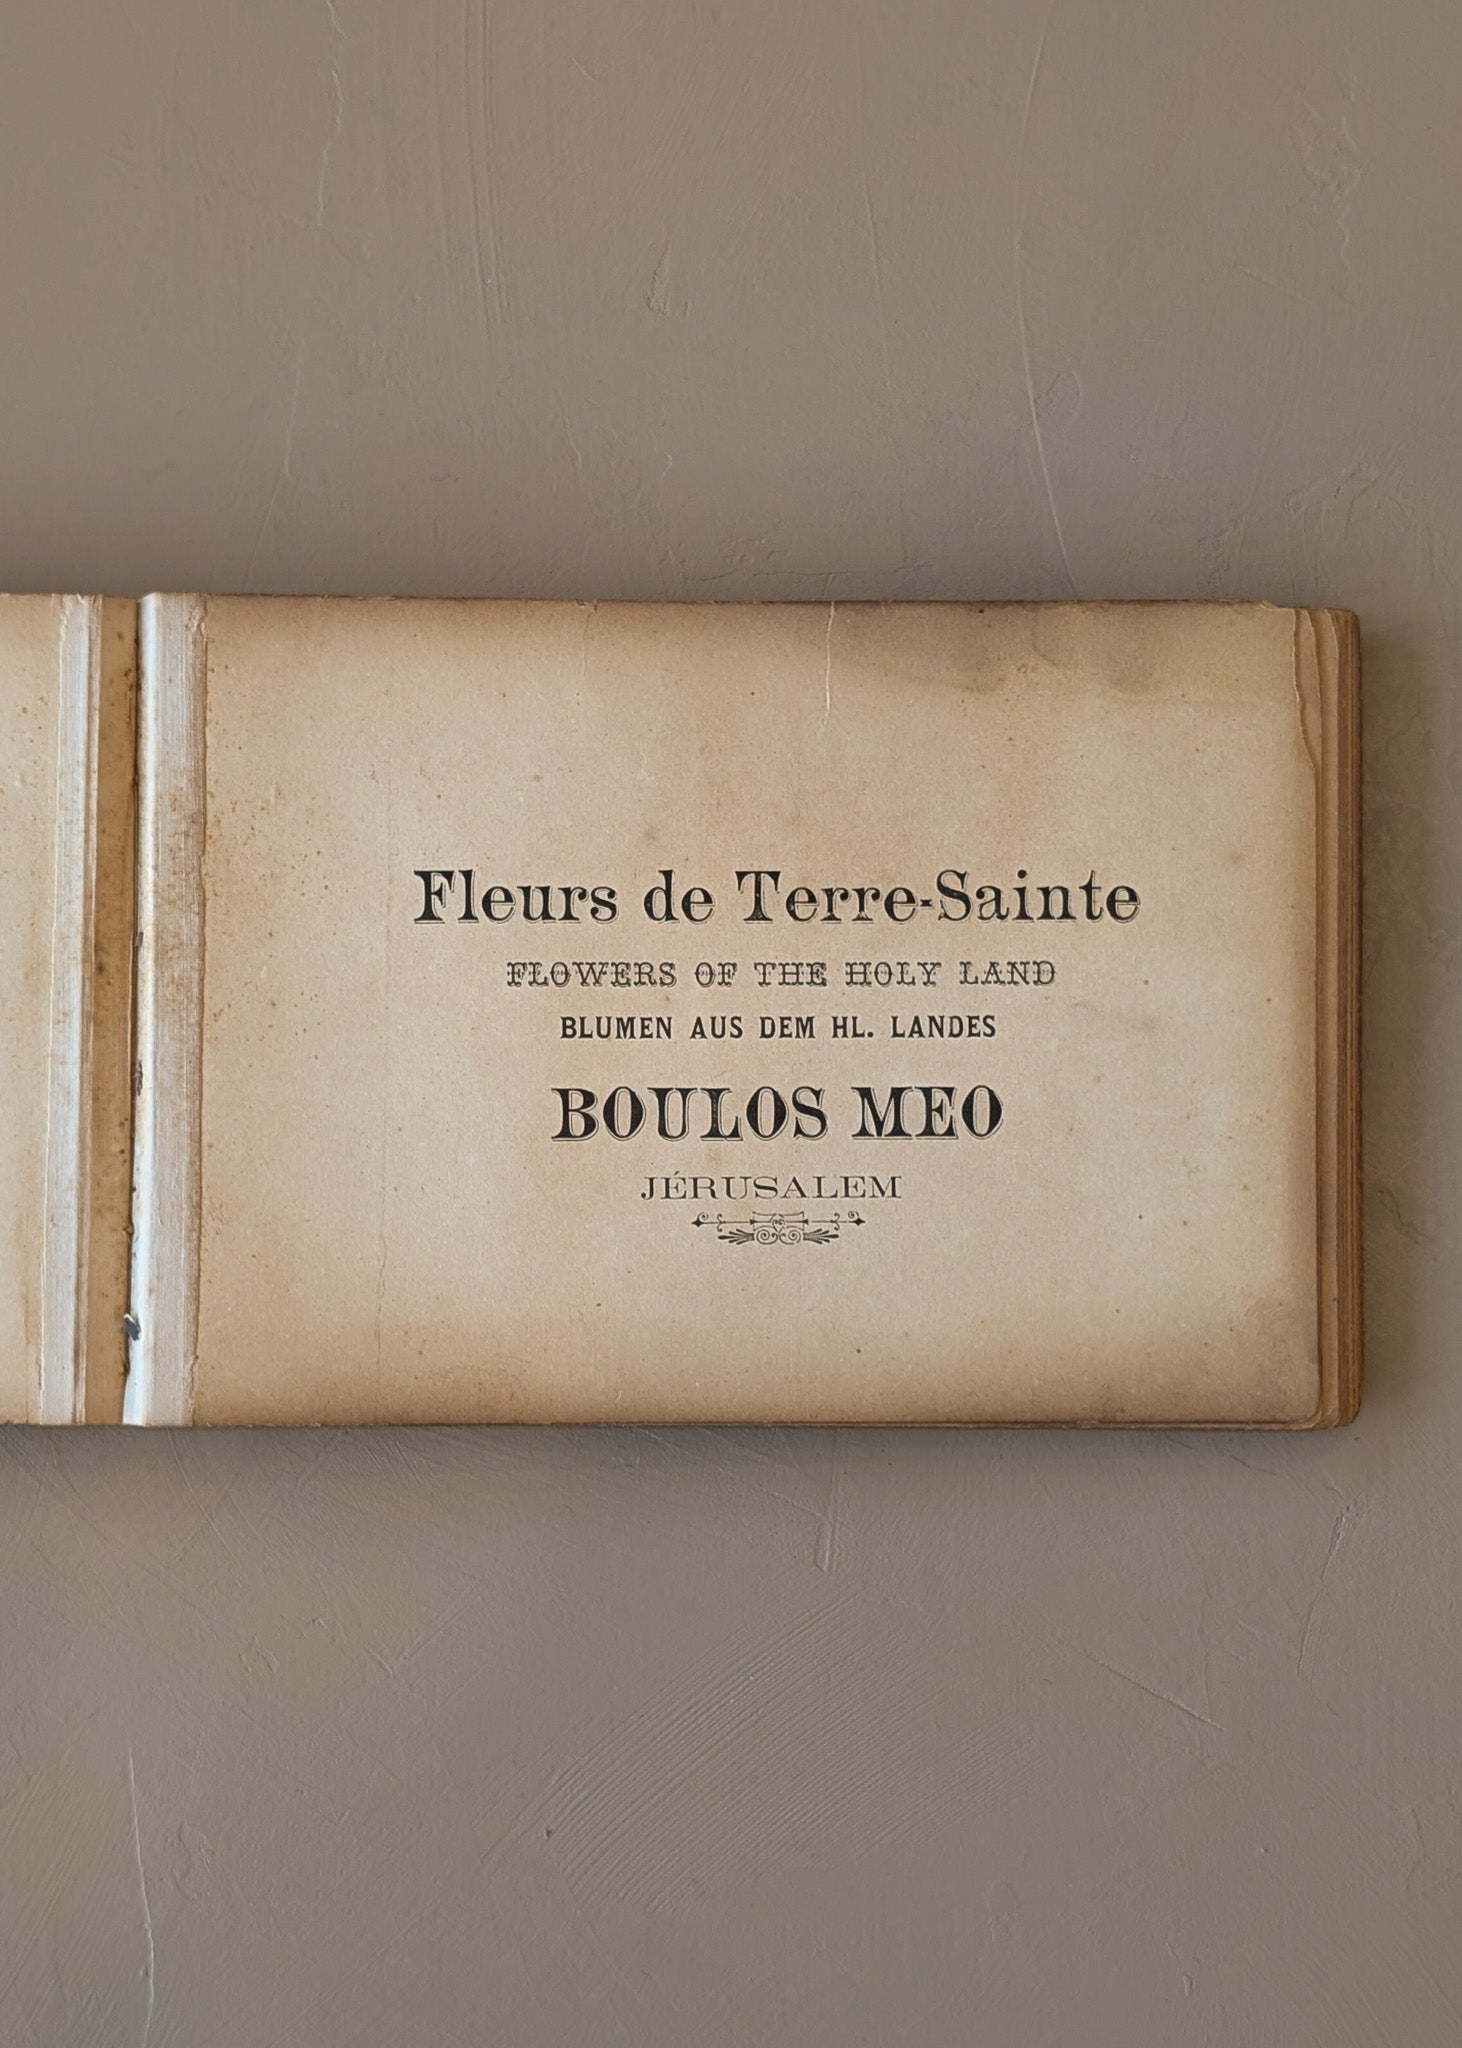 Fleurs de Terre-Sainte
FLOWERS OF THE HOLY LAND
BLUMEN AUS DEM HL. LANDES
BOULOS MEO
JÉRUSALEM